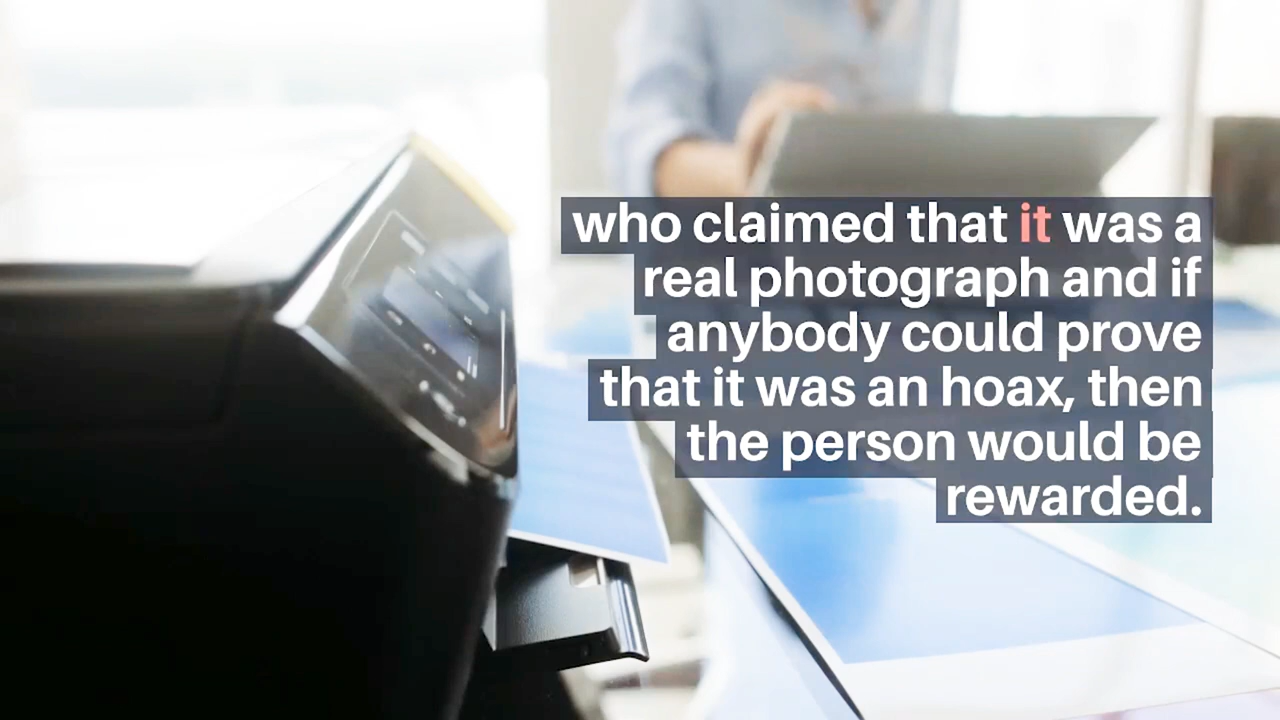 who claimed that it was a
real photograph and if
anybody could prove
that it was an hoax, then
the person would be
rewarded.